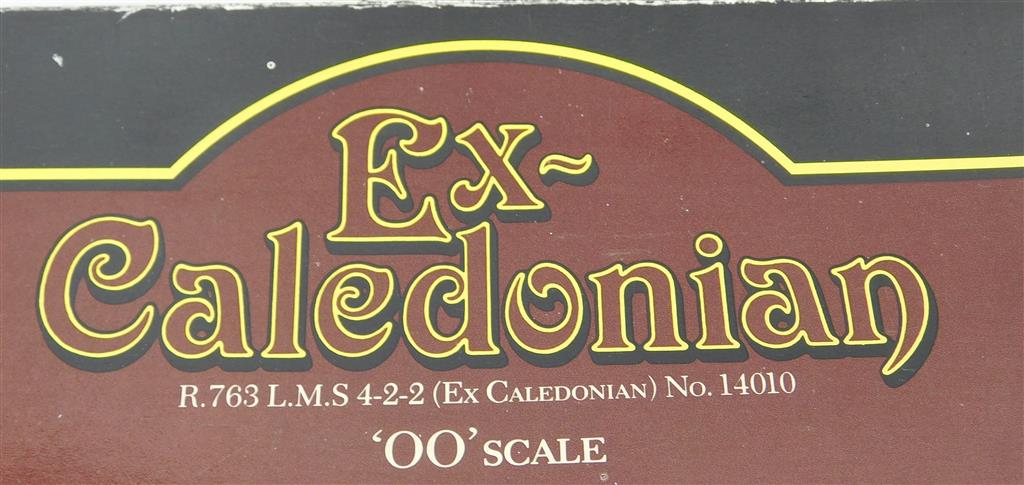 Ex~
Caledonian
R.763 L.M.S 4-2-2 (Ex Caledonian) No. 14010
‘OO’ SCALE